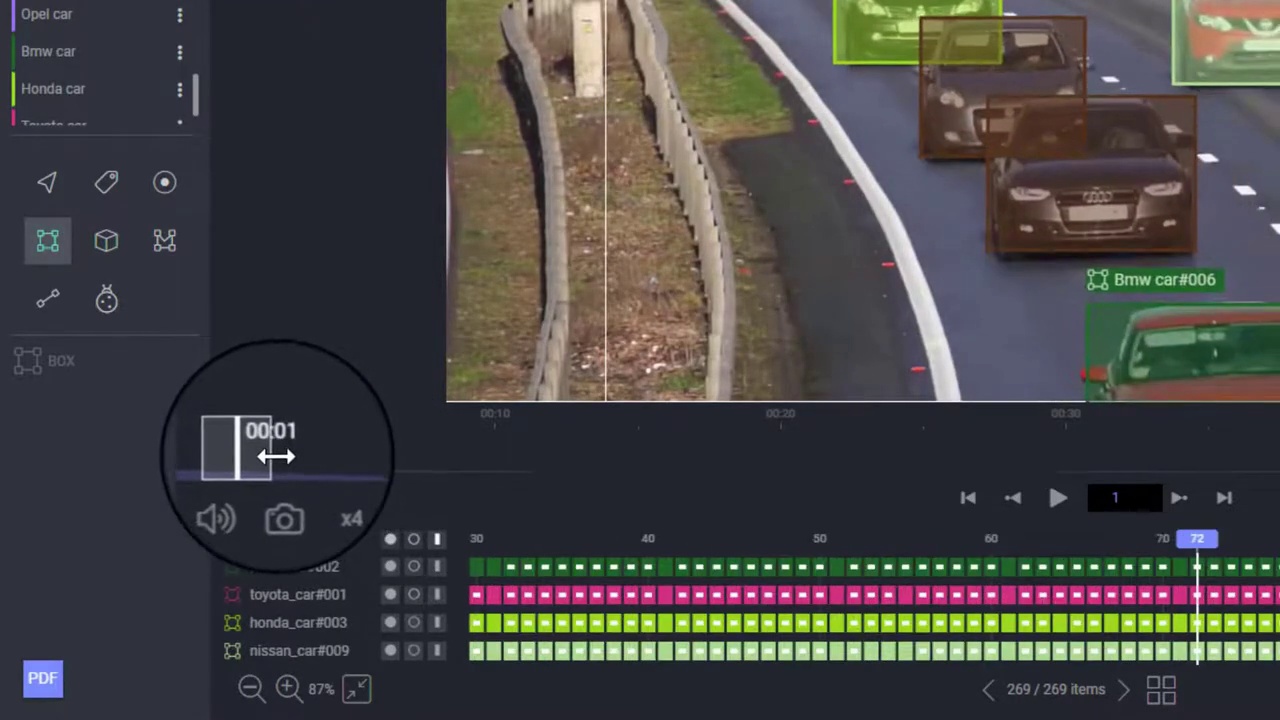 Opel car
Bmw car
Honda car
Toyota car
BOX
Bmw car#006
00:10 00:20 00:30
00:01
x4
1
30 40 50 60 70 72
toyota_car#001
honda_car#003
nissan_car#009
PDF
87%
269 / 269 items